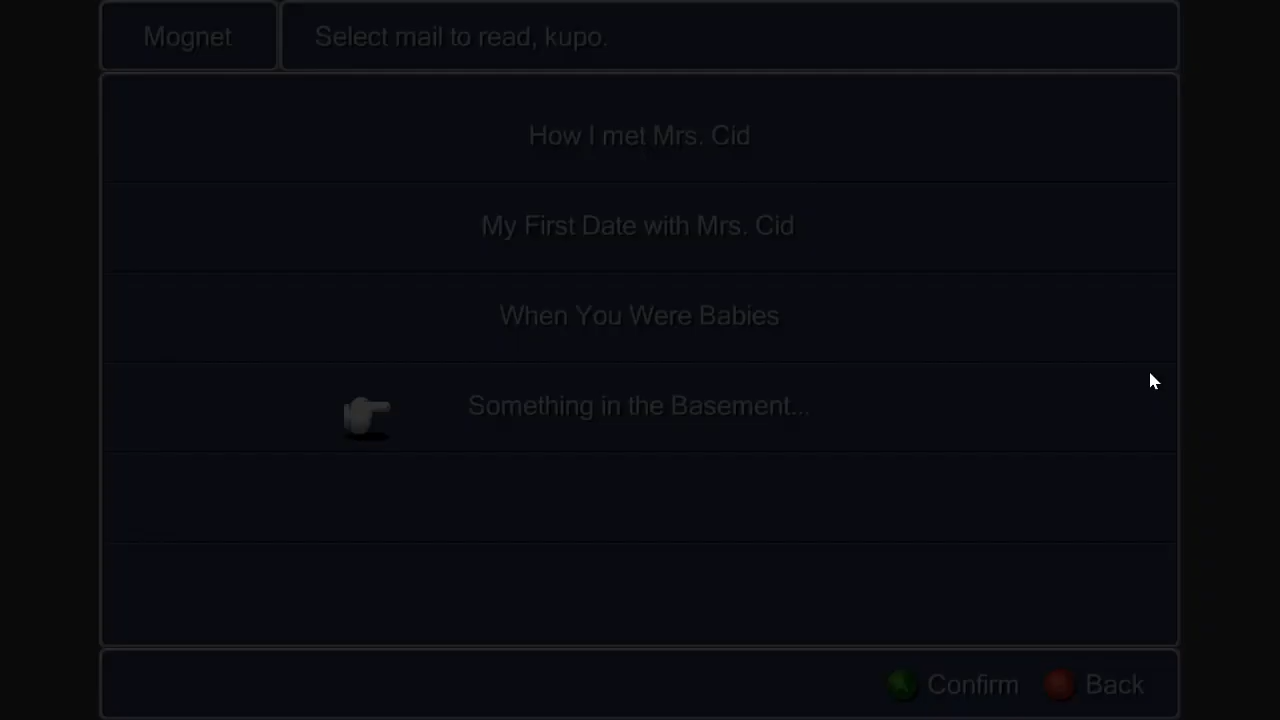 Mognet
Select mail to read, kupo.
How I met Mrs. Cid
My First Date with Mrs. Cid
When You Were Babies
Something in the Basement...
Confirm
Back